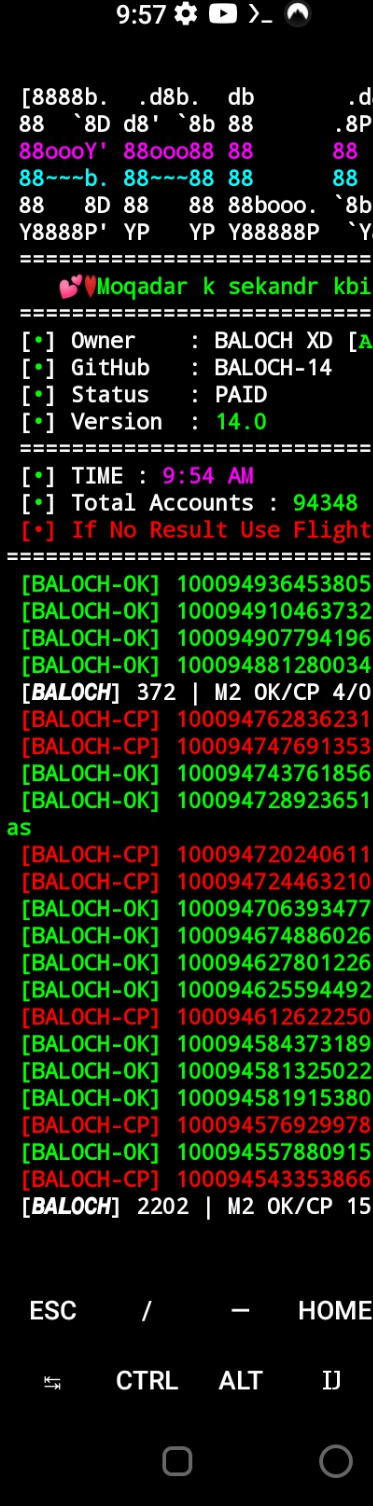 9:57
[8888b.  .d8b.  db       .d
88  `8D d8' `8b 88      .8P
88oooY' 88ooo88 88      88
88~~~b. 88~~~88 88      88
88   8D 88   88 88booo. `8b
Y8888P' YP   YP Y88888P  `Y
============================
💕♥Moqadar k sekandr kbi
============================
[•] Owner    : BALOCH XD [A
[•] GitHub   : BALOCH-14
[•] Status   : PAID
[•] Version  : 14.0
============================
[•] TIME : 9:54 AM
[•] Total Accounts : 94348
[•] If No Result Use Flight
============================
[BALOCH-OK] 100094936453805
[BALOCH-OK] 100094910463732
[BALOCH-OK] 100094907794196
[BALOCH-OK] 100094881280034
[BALOCH] 372 | M2 OK/CP 4/0
[BALOCH-CP] 100094762836231
[BALOCH-CP] 100094747691353
[BALOCH-OK] 100094743761856
[BALOCH-OK] 100094728923651
as
[BALOCH-CP] 100094720240611
[BALOCH-CP] 100094724463210
[BALOCH-OK] 100094706393477
[BALOCH-OK] 100094674886026
[BALOCH-OK] 100094627801226
[BALOCH-OK] 100094625594492
[BALOCH-CP] 100094612622250
[BALOCH-OK] 100094584373189
[BALOCH-OK] 100094581325022
[BALOCH-OK] 100094581915380
[BALOCH-CP] 100094576929978
[BALOCH-OK] 100094557880915
[BALOCH-CP] 100094543353866
[BALOCH] 2202 | M2 OK/CP 15
ESC / — HOME
↹ CTRL ALT